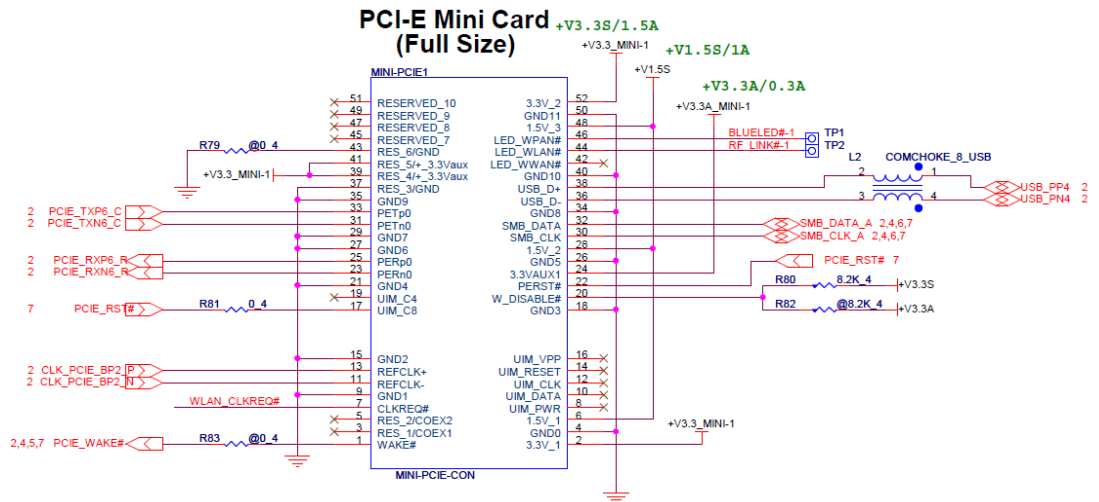 PCI-E Mini Card
(Full Size)
+V3.3S/1.5A
+V3.3_MINI-1
+V1.5S/1A
+V1.5S
+V3.3A/0.3A
+V3.3A_MINI-1
MINI-PCIE1
51 RESERVED_10 3.3V_2 52
49 RESERVED_9 GND11 50
47 RESERVED_8 1.5V_3 48
45 RESERVED_7 LED_WPAN# 46 BLUELED#-1 TP1
R79 @0_4 43 RES_6/GND LED_WLAN# 44 RF_LINK#-1 TP2
41 RES_5/+_3.3Vaux LED_WWAN# 42
+V3.3_MINI-1 39 RES_4/+_3.3Vaux GND10 40
L2 COMCHOKE_8_USB
37 RES_3/GND USB_D+ 38 2 1 USB_PP4 2
35 GND9 USB_D- 36 3 4 USB_PN4 2
2 PCIE_TXP6_C 33 PETp0 GND8 34
2 PCIE_TXN6_C 31 PETn0 SMB_DATA 32 SMB_DATA_A 2,4,6,7
29 GND7 SMB_CLK 30 SMB_CLK_A 2,4,6,7
27 GND6 1.5V_2 28
2 PCIE_RXP6_R 25 PERp0 GND5 26
2 PCIE_RXN6_R 23 PERn0 3.3VAUX1 24
21 GND4 PERST# 22 PCIE_RST# 7
19 UIM_C4 W_DISABLE# 20 R80 8.2K_4 +V3.3S
7 PCIE_RST# R81 0_4 17 UIM_C8 GND3 18 R82 @8.2K_4 +V3.3A
15 GND2 UIM_VPP 16
2 CLK_PCIE_BP2_P 13 REFCLK+ UIM_RESET 14
2 CLK_PCIE_BP2_N 11 REFCLK- UIM_CLK 12
9 GND1 UIM_DATA 10
WLAN_CLKREQ# 7 CLKREQ# UIM_PWR 8
5 RES_2/COEX2 1.5V_1 6
3 RES_1/COEX1 GND0 4 +V3.3_MINI-1
2,4,5,7 PCIE_WAKE# R83 @0_4 1 WAKE# 3.3V_1 2
MINI-PCIE-CON